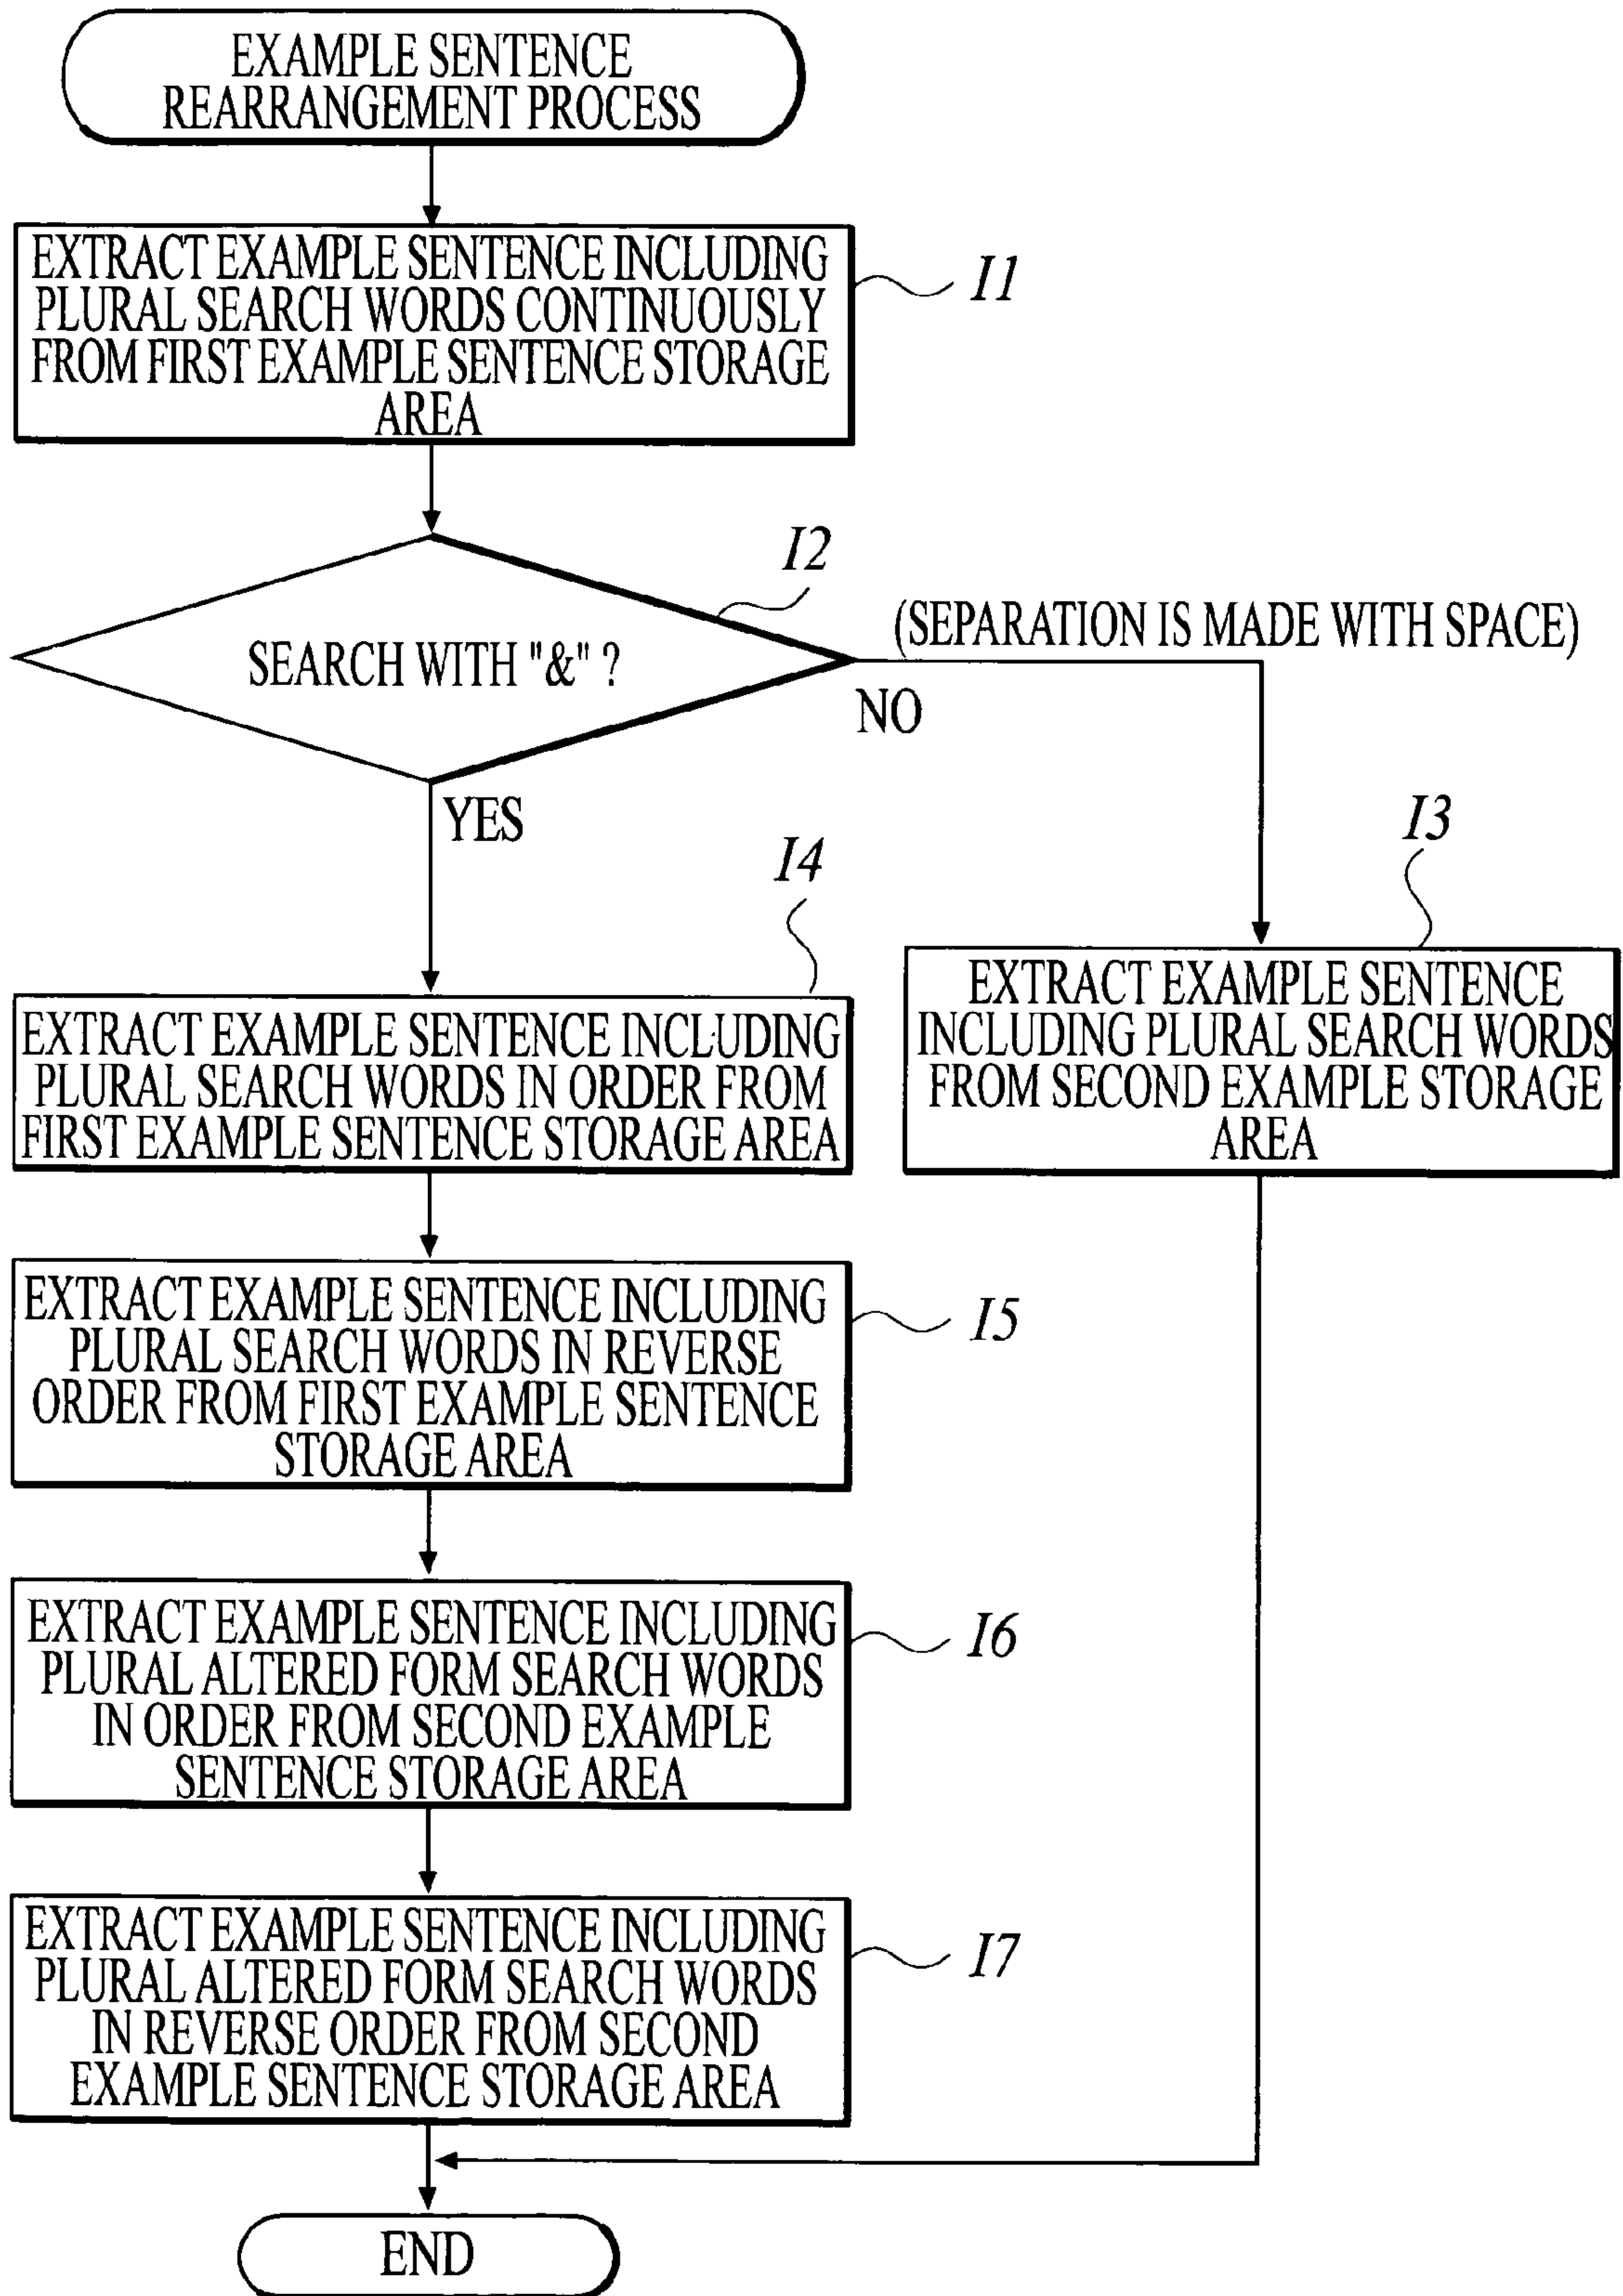 EXAMPLE SENTENCE
REARRANGEMENT PROCESS
EXTRACT EXAMPLE SENTENCE INCLUDING
PLURAL SEARCH WORDS CONTINUOUSLY
FROM FIRST EXAMPLE SENTENCE STORAGE
AREA
I1
I2
SEARCH WITH "&" ?
(SEPARATION IS MADE WITH SPACE)
NO
YES
I3
EXTRACT EXAMPLE SENTENCE
INCLUDING PLURAL SEARCH WORDS
FROM SECOND EXAMPLE STORAGE
AREA
I4
EXTRACT EXAMPLE SENTENCE INCLUDING
PLURAL SEARCH WORDS IN ORDER FROM
FIRST EXAMPLE SENTENCE STORAGE AREA
EXTRACT EXAMPLE SENTENCE INCLUDING
PLURAL SEARCH WORDS IN REVERSE
ORDER FROM FIRST EXAMPLE SENTENCE
STORAGE AREA
I5
EXTRACT EXAMPLE SENTENCE INCLUDING
PLURAL ALTERED FORM SEARCH WORDS
IN ORDER FROM SECOND EXAMPLE
SENTENCE STORAGE AREA
I6
EXTRACT EXAMPLE SENTENCE INCLUDING
PLURAL ALTERED FORM SEARCH WORDS
IN REVERSE ORDER FROM SECOND
EXAMPLE SENTENCE STORAGE AREA
I7
END